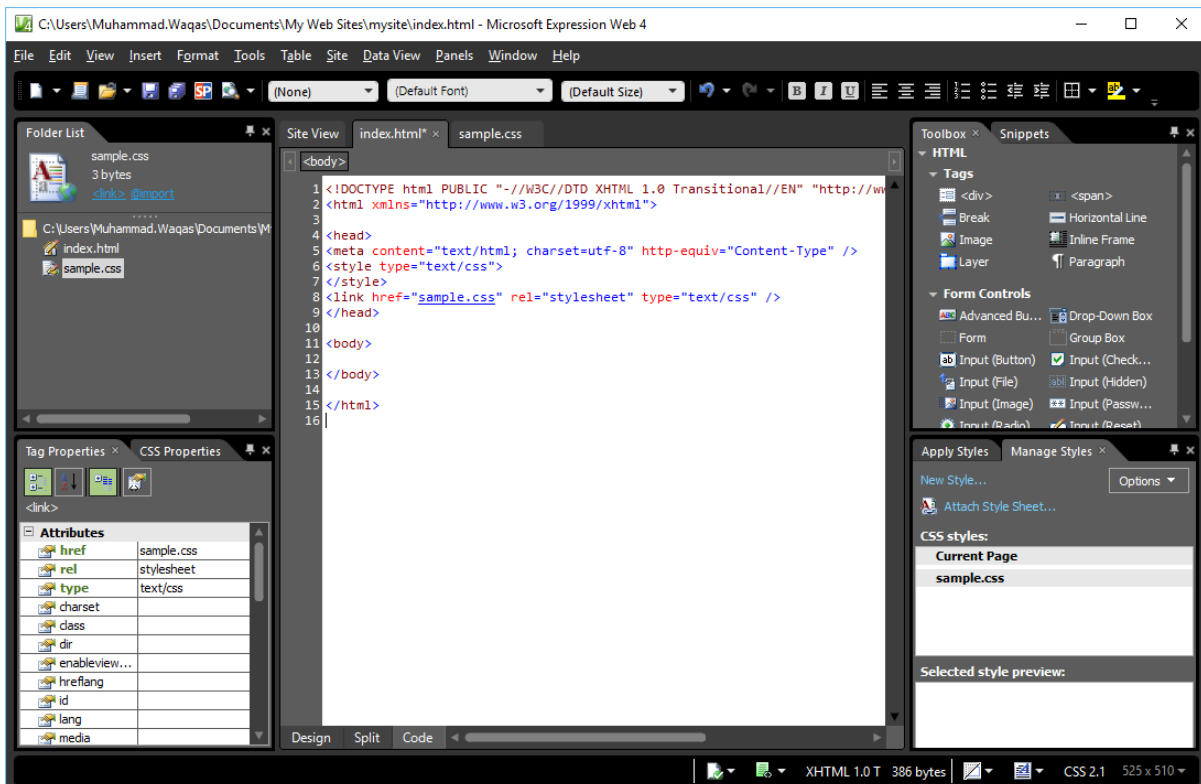 C:\Users\Muhammad.Waqas\Documents\My Web Sites\mysite\index.html - Microsoft Expression Web 4
File Edit View Insert Format Tools Table Site Data View Panels Window Help
(None) (Default Font) (Default Size) B I U
Folder List
sample.css
3 bytes
<link> @import
C:\Users\Muhammad.Waqas\Documents\M
index.html
sample.css
Tag Properties CSS Properties
<link>
Attributes
href sample.css
rel stylesheet
type text/css
charset
class
dir
enableview...
hreflang
id
lang
media
Site View index.html* sample.css
<body>
1 <!DOCTYPE html PUBLIC "-//W3C//DTD XHTML 1.0 Transitional//EN" "http://ww
2 <html xmlns="http://www.w3.org/1999/xhtml">
3
4 <head>
5 <meta content="text/html; charset=utf-8" http-equiv="Content-Type" />
6 <style type="text/css">
7 </style>
8 <link href="sample.css" rel="stylesheet" type="text/css" />
9 </head>
10
11 <body>
12
13 </body>
14
15 </html>
16
Design Split Code
Toolbox Snippets
HTML
Tags
<div> <span>
Break Horizontal Line
Image Inline Frame
Layer Paragraph
Form Controls
Advanced Bu... Drop-Down Box
Form Group Box
Input (Button) Input (Check...
Input (File) Input (Hidden)
Input (Image) Input (Passw...
Input (Radio) Input (Reset)
Apply Styles Manage Styles
New Style... Options
Attach Style Sheet...
CSS styles:
Current Page
sample.css
Selected style preview:
XHTML 1.0 T 386 bytes CSS 2.1 525 x 510